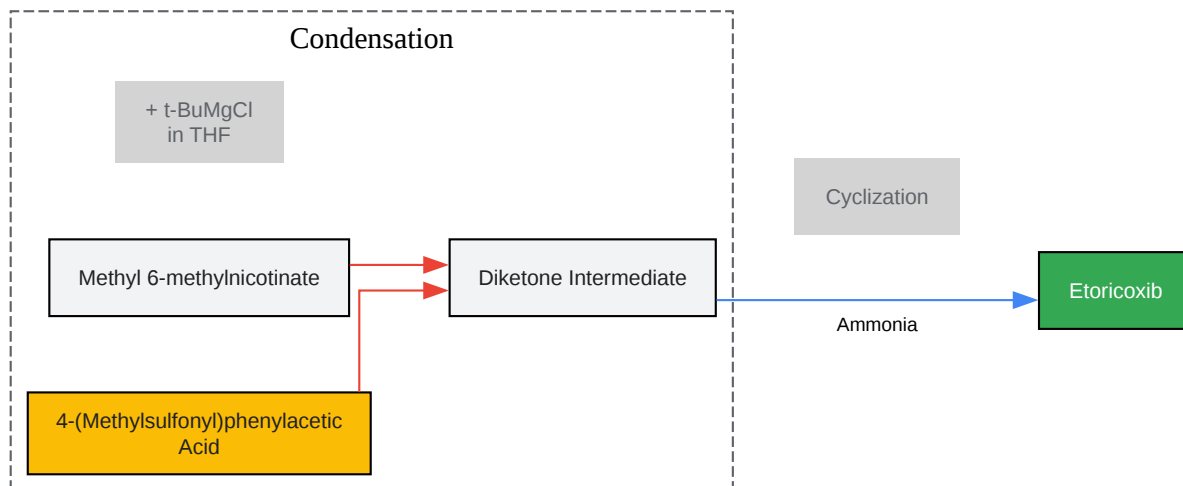 Condensation
+ t-BuMgCl
in THF
Cyclization
Methyl 6-methylnicotinate
Diketone Intermediate
Etoricoxib
Ammonia
4-(Methylsulfonyl)phenylacetic
Acid